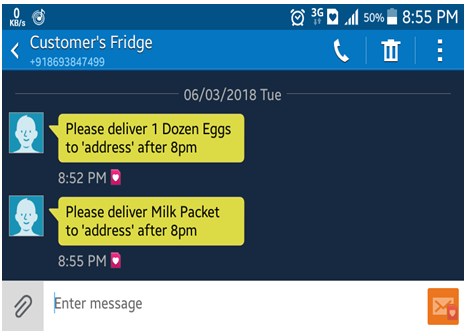 0
KB/s
3G
50%
8:55 PM
Customer's Fridge
+918693847499
06/03/2018 Tue
Please deliver 1 Dozen Eggs
to 'address' after 8pm
8:52 PM
Please deliver Milk Packet
to 'address' after 8pm
8:55 PM
Enter message